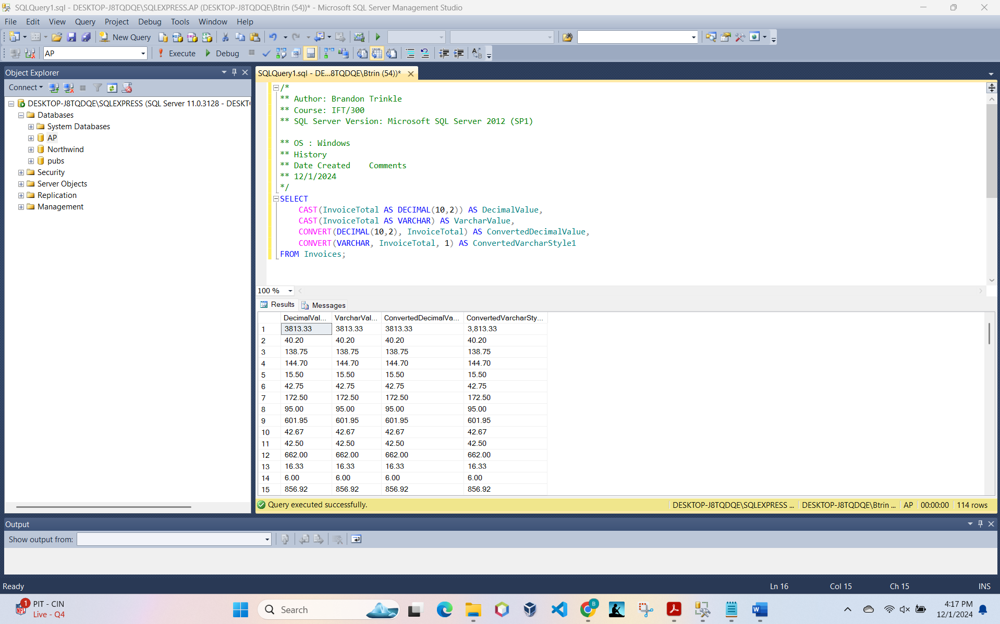 SQLQuery1.sql - DESKTOP-J8TQDQE\SQLEXPRESS.AP (DESKTOP-J8TQDQE\Btrin (54))* - Microsoft SQL Server Management Studio
File Edit View Query Project Debug Tools Window Help
New Query
AP Execute Debug
Object Explorer
Connect
DESKTOP-J8TQDQE\SQLEXPRESS (SQL Server 11.0.3128 - DESKT
Databases
System Databases
AP
Northwind
pubs
Security
Server Objects
Replication
Management
SQLQuery1.sql - DE...8TQDQE\Btrin (54))*
/*
** Author: Brandon Trinkle
** Course: IFT/300
** SQL Server Version: Microsoft SQL Server 2012 (SP1)
** OS : Windows
** History
** Date Created    Comments
** 12/1/2024
*/
SELECT
CAST(InvoiceTotal AS DECIMAL(10,2)) AS DecimalValue,
CAST(InvoiceTotal AS VARCHAR) AS VarcharValue,
CONVERT(DECIMAL(10,2), InvoiceTotal) AS ConvertedDecimalValue,
CONVERT(VARCHAR, InvoiceTotal, 1) AS ConvertedVarcharStyle1
FROM Invoices;
100 %
Results Messages
DecimalVal... VarcharVal... ConvertedDecimalVa... ConvertedVarcharSty...
1 3813.33 3813.33 3813.33 3,813.33
2 40.20 40.20 40.20 40.20
3 138.75 138.75 138.75 138.75
4 144.70 144.70 144.70 144.70
5 15.50 15.50 15.50 15.50
6 42.75 42.75 42.75 42.75
7 172.50 172.50 172.50 172.50
8 95.00 95.00 95.00 95.00
9 601.95 601.95 601.95 601.95
10 42.67 42.67 42.67 42.67
11 42.50 42.50 42.50 42.50
12 662.00 662.00 662.00 662.00
13 16.33 16.33 16.33 16.33
14 6.00 6.00 6.00 6.00
15 856.92 856.92 856.92 856.92
Query executed successfully. DESKTOP-J8TQDQE\SQLEXPRESS ... DESKTOP-J8TQDQE\Btrin ... AP 00:00:00 114 rows
Output
Show output from:
Ready Ln 16 Col 15 Ch 15 INS
1 PIT - CIN
Live - Q4
Search
4:17 PM
12/1/2024